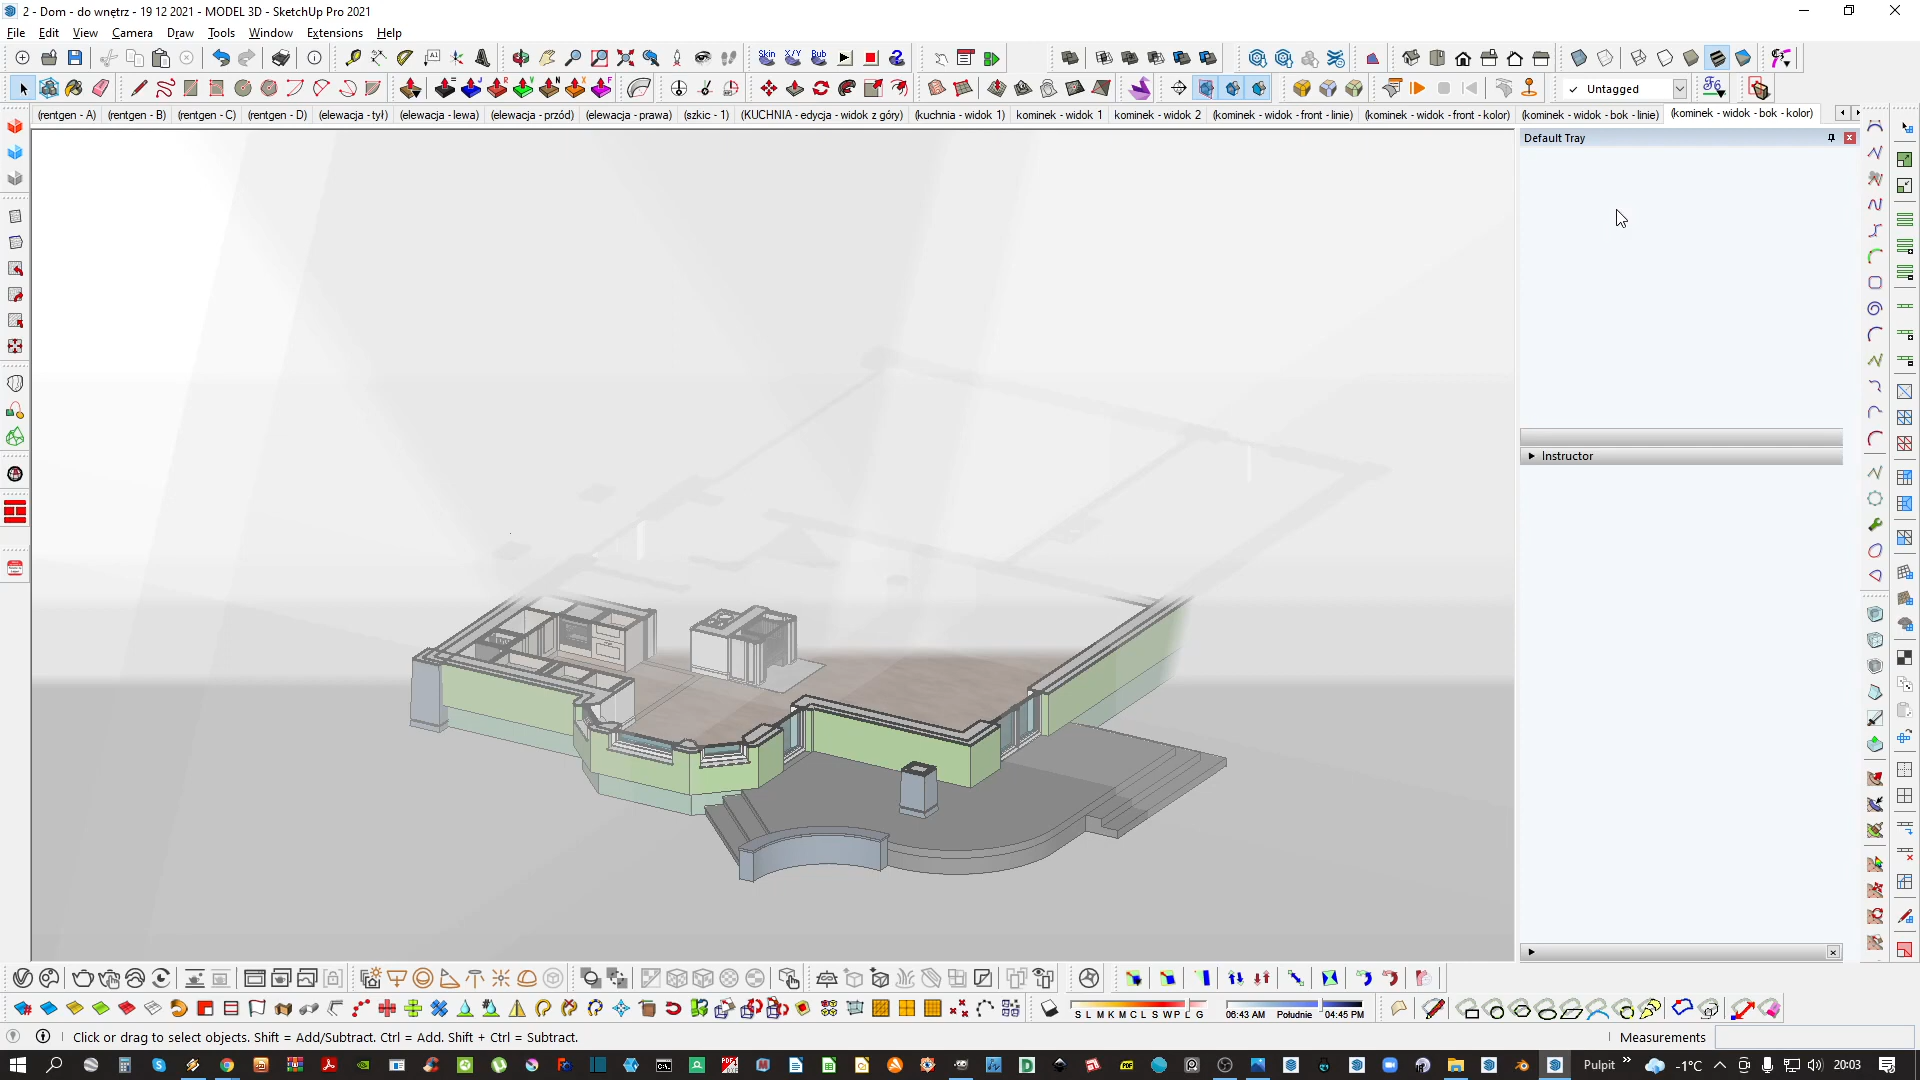 2 - Dom - do wnętrz - 19 12 2021 - MODEL 3D - SketchUp Pro 2021
File Edit View Camera Draw Tools Window Extensions Help
Skin X/Y Bub
Untagged
(rentgen - A) (rentgen - B) (rentgen - C) (rentgen - D) (elewacja - tył) (elewacja - lewa) (elewacja - przód) (elewacja - prawa) (szkic - 1) (KUCHNIA - edycja - widok z góry) (kuchnia - widok 1) kominek - widok 1 kominek - widok 2 (kominek - widok -front - linie) (kominek - widok -front - kolor) (kominek - widok - bok - linie) (kominek - widok - bok - kolor)
Default Tray
Instructor
S L M K M C L S W P L G 06:43 AM Południe 04:45 PM
Click or drag to select objects. Shift = Add/Subtract. Ctrl = Add. Shift + Ctrl = Subtract. Measurements
Pulpit -1°C 20:03